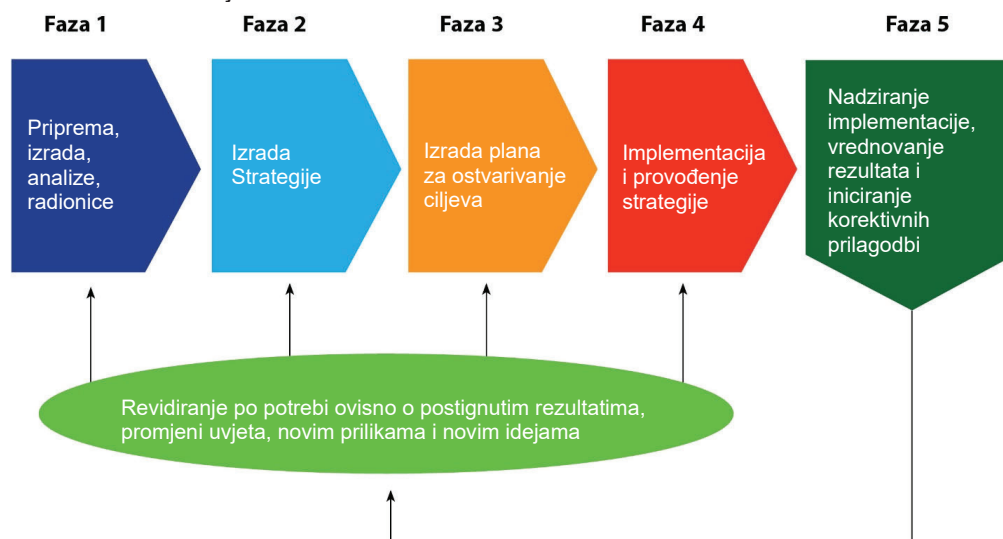 Faza 1
Faza 2
Faza 3
Faza 4
Faza 5
Priprema,
izrada,
analize,
radionice
Izrada
Strategije
Izrada plana
za ostvarivanje
ciljeva
Implementacija
i provođenje
strategije
Nadziranje
implementacije,
vrednovanje
rezultata i
iniciranje
korektivnih
prilagodbi
Revidiranje po potrebi ovisno o postignutim rezultatima,
promjeni uvjeta, novim prilikama i novim idejama